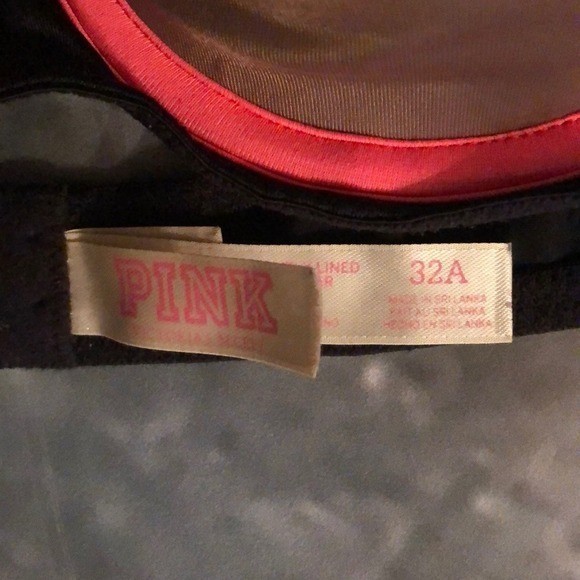 PINK
LINED
32A
MADE IN SRI LANKA
FAIT AU SRI LANKA
HECHO EN SRI LANKA